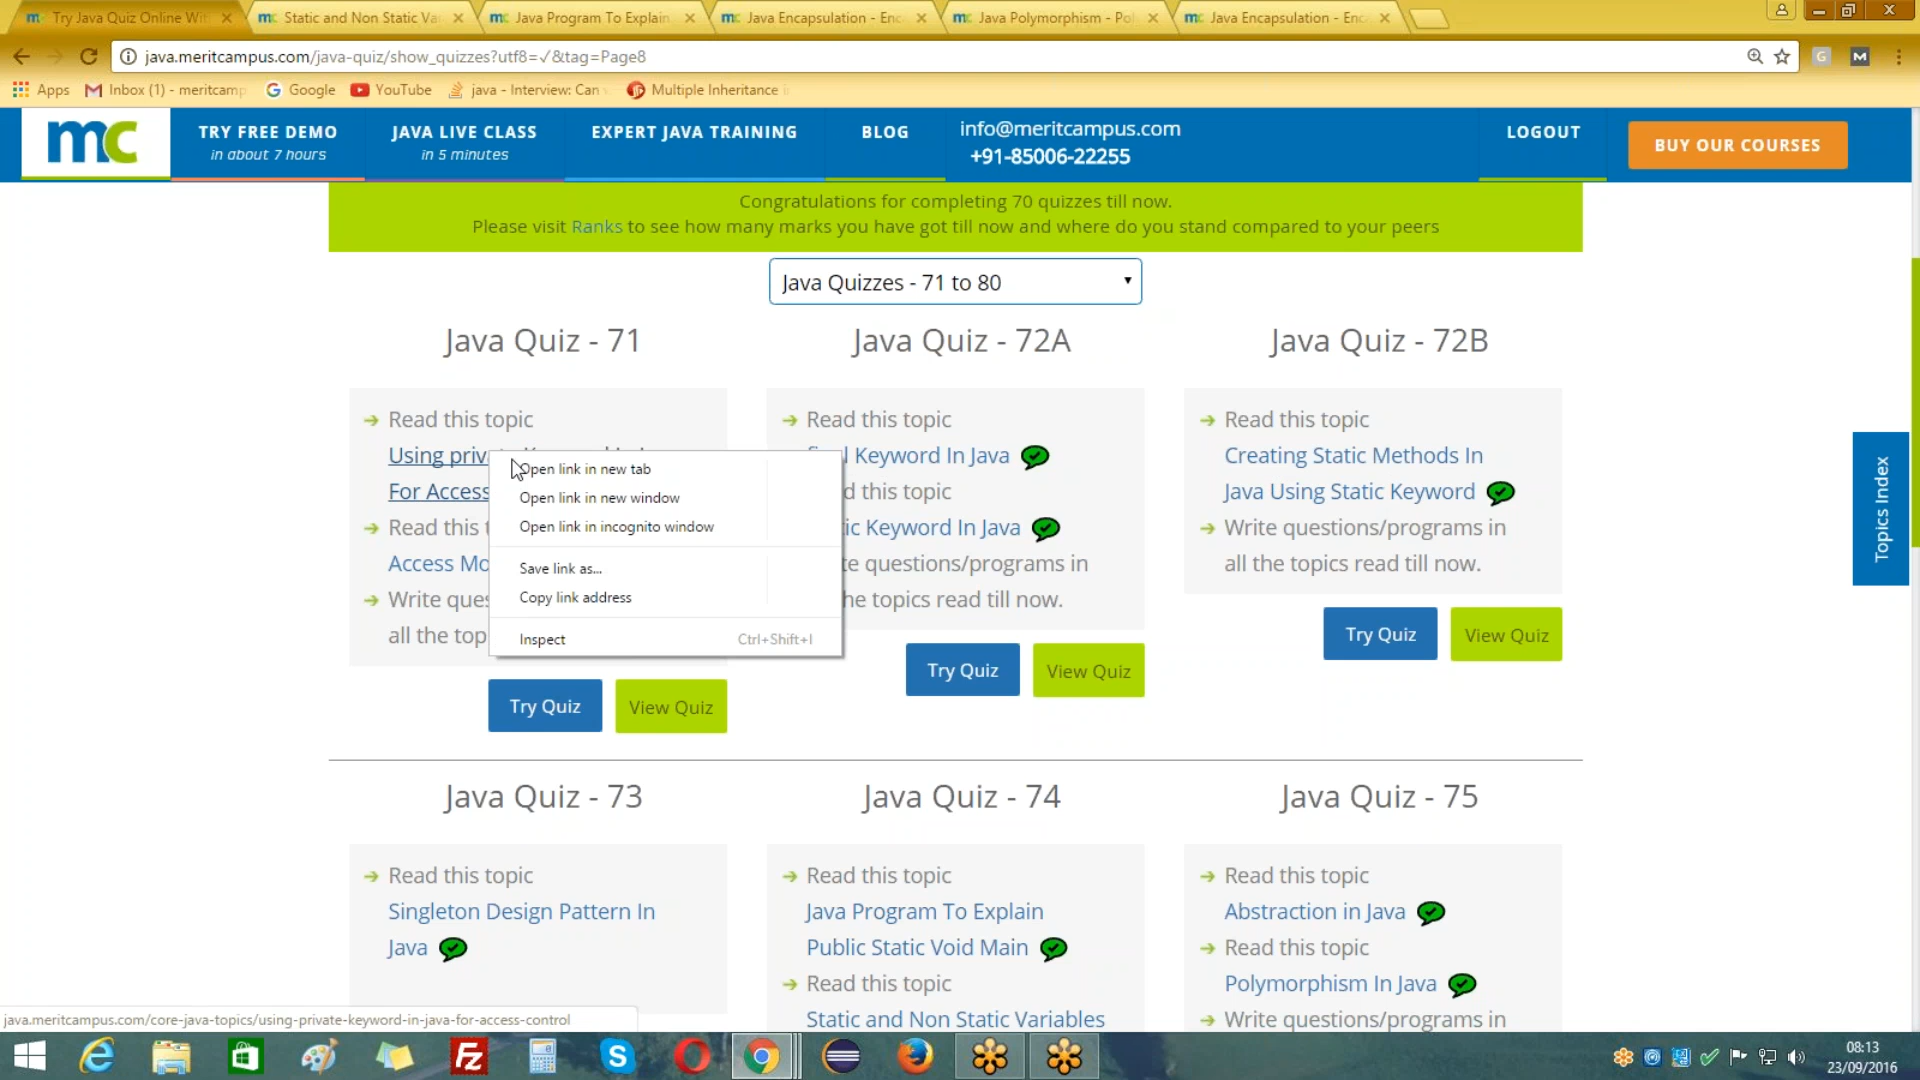 Try Java Quiz Online Wit
Static and Non Static Va
Java Program To Explain
Java Encapsulation - Enc
Java Polymorphism - Pol
Java Encapsulation - Enc
java.meritcampus.com/java-quiz/show_quizzes?utf8=✓&tag=Page8
Apps
Inbox (1) - meritcamp
Google
YouTube
java - Interview: Can
Multiple Inheritance
mc
TRY FREE DEMO
in about 7 hours
JAVA LIVE CLASS
in 5 minutes
EXPERT JAVA TRAINING
BLOG
info@meritcampus.com
+91-85006-22255
LOGOUT
BUY OUR COURSES
Congratulations for completing 70 quizzes till now.
Please visit Ranks to see how many marks you have got till now and where do you stand compared to your peers
Java Quizzes - 71 to 80
Java Quiz - 71
Read this topic
Using priv
For Access
Read this t
Access Mo
Write ques
all the top
Try Quiz
View Quiz
Open link in new tab
Open link in new window
Open link in incognito window
Save link as...
Copy link address
Inspect
Ctrl+Shift+I
Java Quiz - 72A
Read this topic
l Keyword In Java
d this topic
ic Keyword In Java
te questions/programs in
he topics read till now.
Try Quiz
View Quiz
Java Quiz - 72B
Read this topic
Creating Static Methods In
Java Using Static Keyword
Write questions/programs in
all the topics read till now.
Try Quiz
View Quiz
Topics Index
Java Quiz - 73
Read this topic
Singleton Design Pattern In
Java
Java Quiz - 74
Read this topic
Java Program To Explain
Public Static Void Main
Read this topic
Static and Non Static Variables
Java Quiz - 75
Read this topic
Abstraction in Java
Read this topic
Polymorphism In Java
Write questions/programs in
java.meritcampus.com/core-java-topics/using-private-keyword-in-java-for-access-control
08:13
23/09/2016